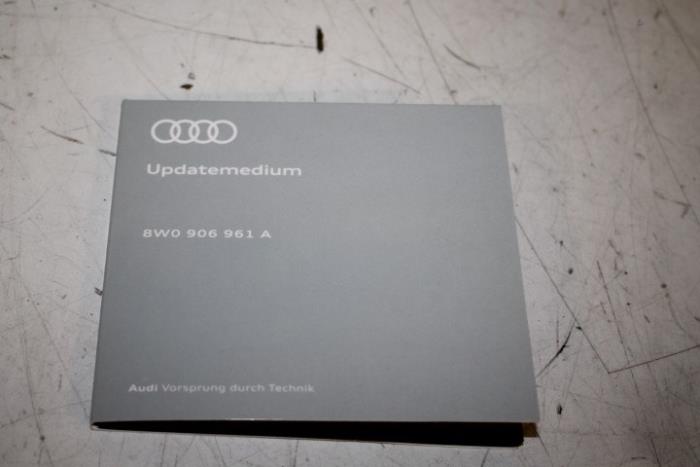 Updatemedium
8W0 906 961 A
Audi Vorsprung durch Technik